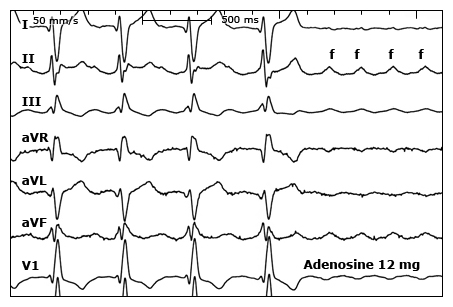 I
50 mm/s
500 ms
II
f f f f
III
aVR
aVL
aVF
V1
Adenosine 12 mg